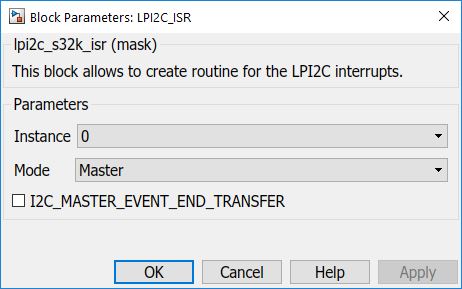 Block Parameters: LPI2C_ISR
lpi2c_s32k_isr (mask)
This block allows to create routine for the LPI2C interrupts.
Parameters
Instance 0
Mode Master
I2C_MASTER_EVENT_END_TRANSFER
OK Cancel Help Apply